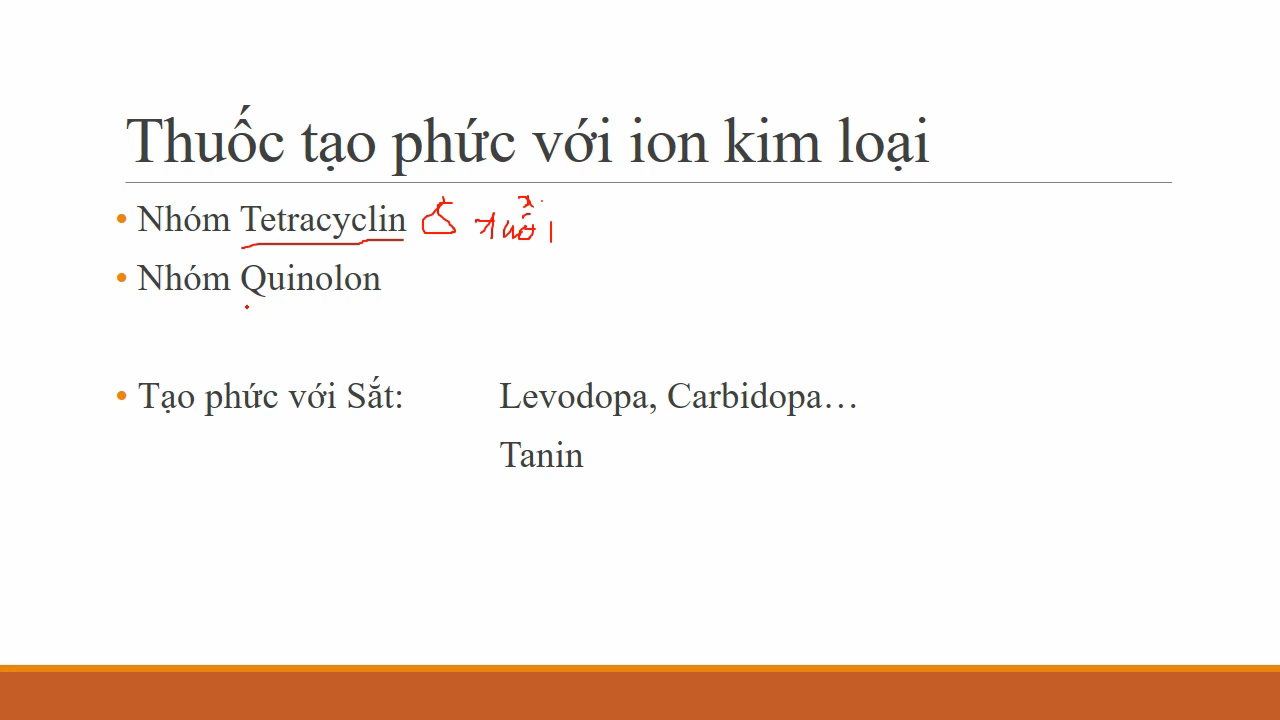 Thuốc tạo phức với ion kim loại
• Nhóm Tetracyclin
• Nhóm Quinolon
• Tạo phức với Sắt: Levodopa, Carbidopa…
Tanin